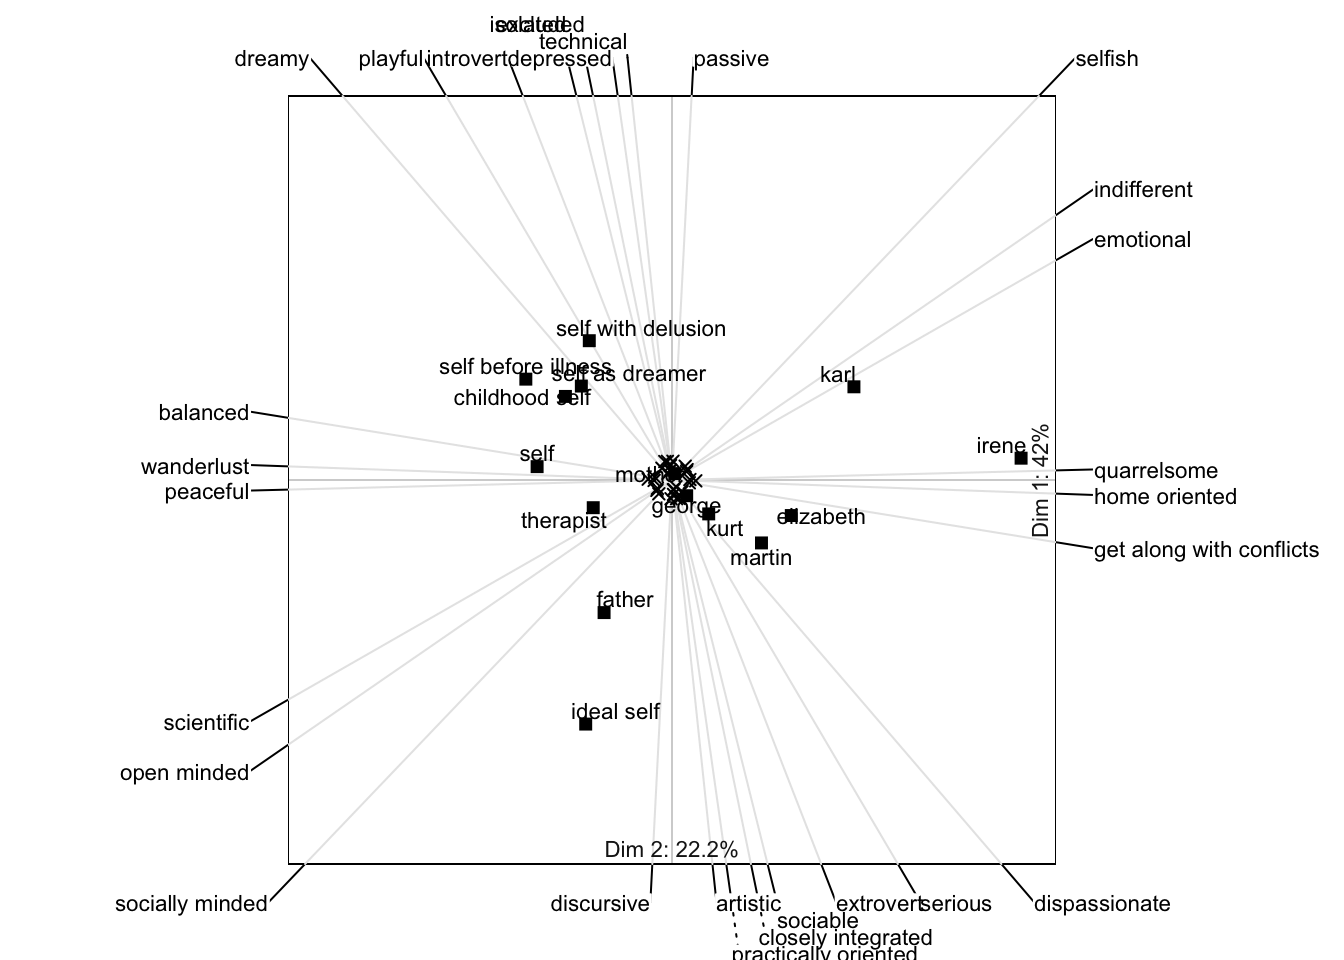 isolated
technical
dreamy
playful
introvert
depressed
passive
selfish
indifferent
emotional
self with delusion
self before illness
self as dreamer
karl
childhood self
balanced
Dim 1: 42%
irene
self
wanderlust
quarrelsome
peaceful
home oriented
george
elizabeth
therapist
kurt
get along with conflicts
martin
father
ideal self
scientific
open minded
Dim 2: 22.2%
socially minded
discursive
artistic
extrovert
serious
dispassionate
sociable
closely integrated
practically oriented